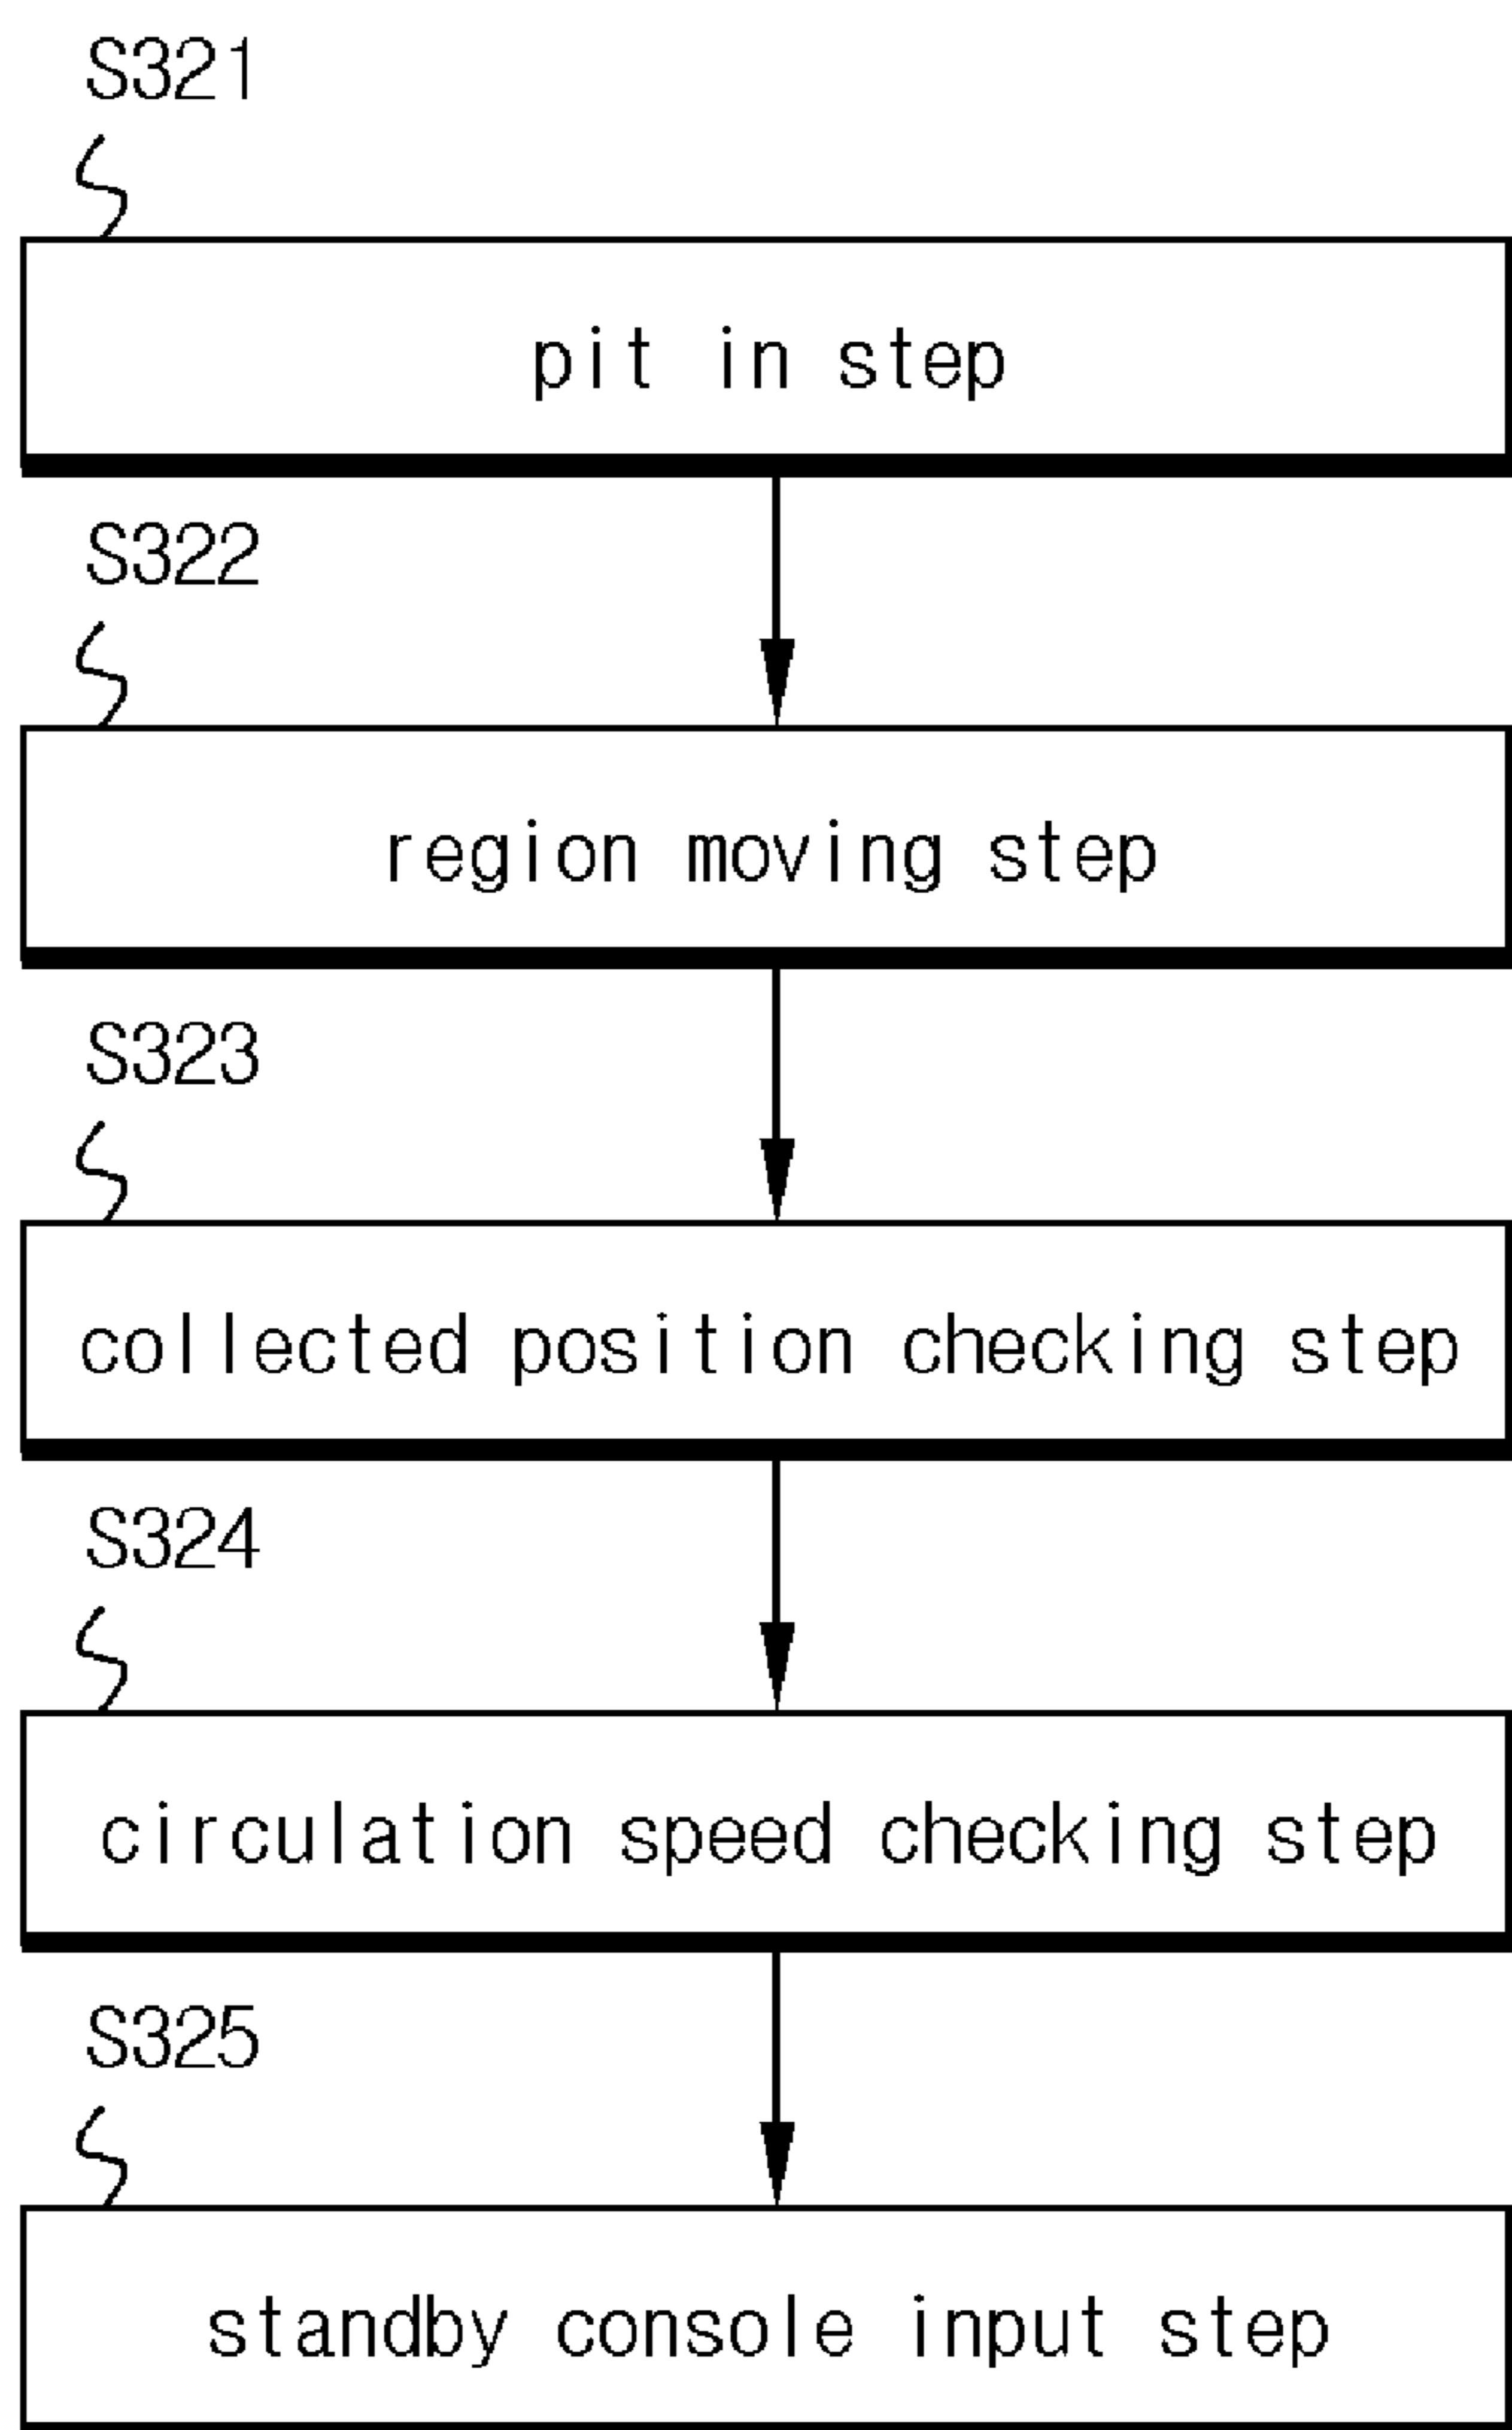 S321
pit in step
S322
region moving step
S323
collected position checking step
S324
circulation speed checking step
S325
standby console input step